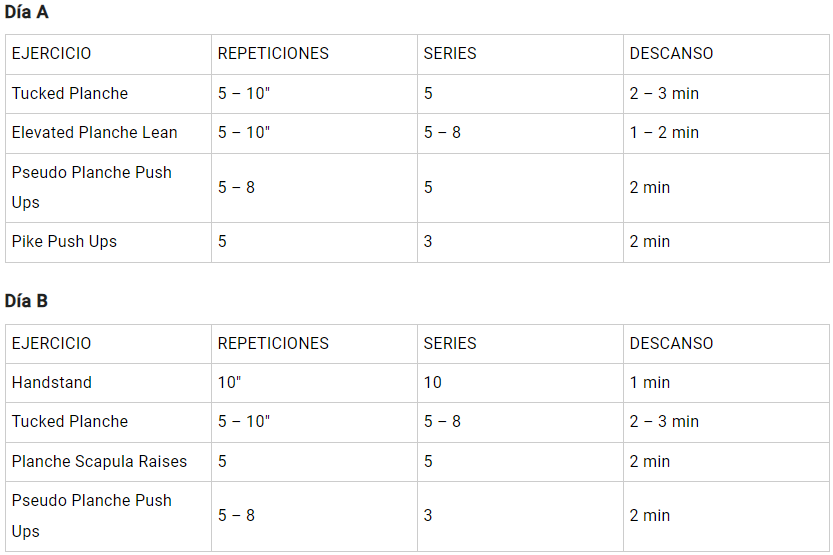 Día A
EJERCICIO REPETICIONES SERIES DESCANSO
Tucked Planche 5 – 10" 5 2 – 3 min
Elevated Planche Lean 5 – 10" 5 – 8 1 – 2 min
Pseudo Planche Push
Ups 5 – 8 5 2 min
Pike Push Ups 5 3 2 min
Día B
EJERCICIO REPETICIONES SERIES DESCANSO
Handstand 10" 10 1 min
Tucked Planche 5 – 10" 5 – 8 2 – 3 min
Planche Scapula Raises 5 5 2 min
Pseudo Planche Push
Ups 5 – 8 3 2 min